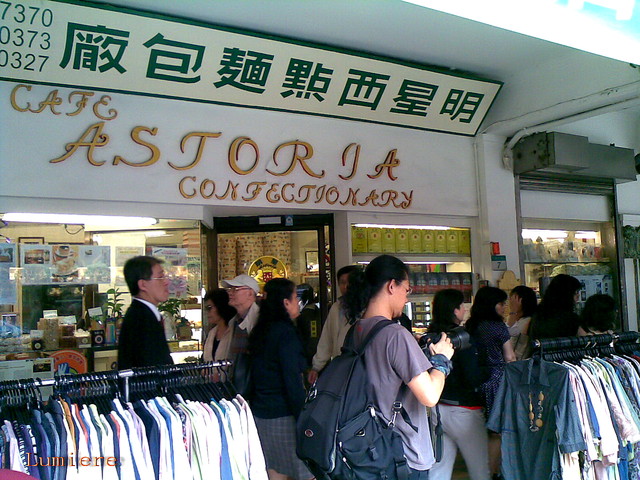 7370
0373
0327
廠包麵點西星明
CAFE
ASTORIA
CONFECTIONARY
Lumiere